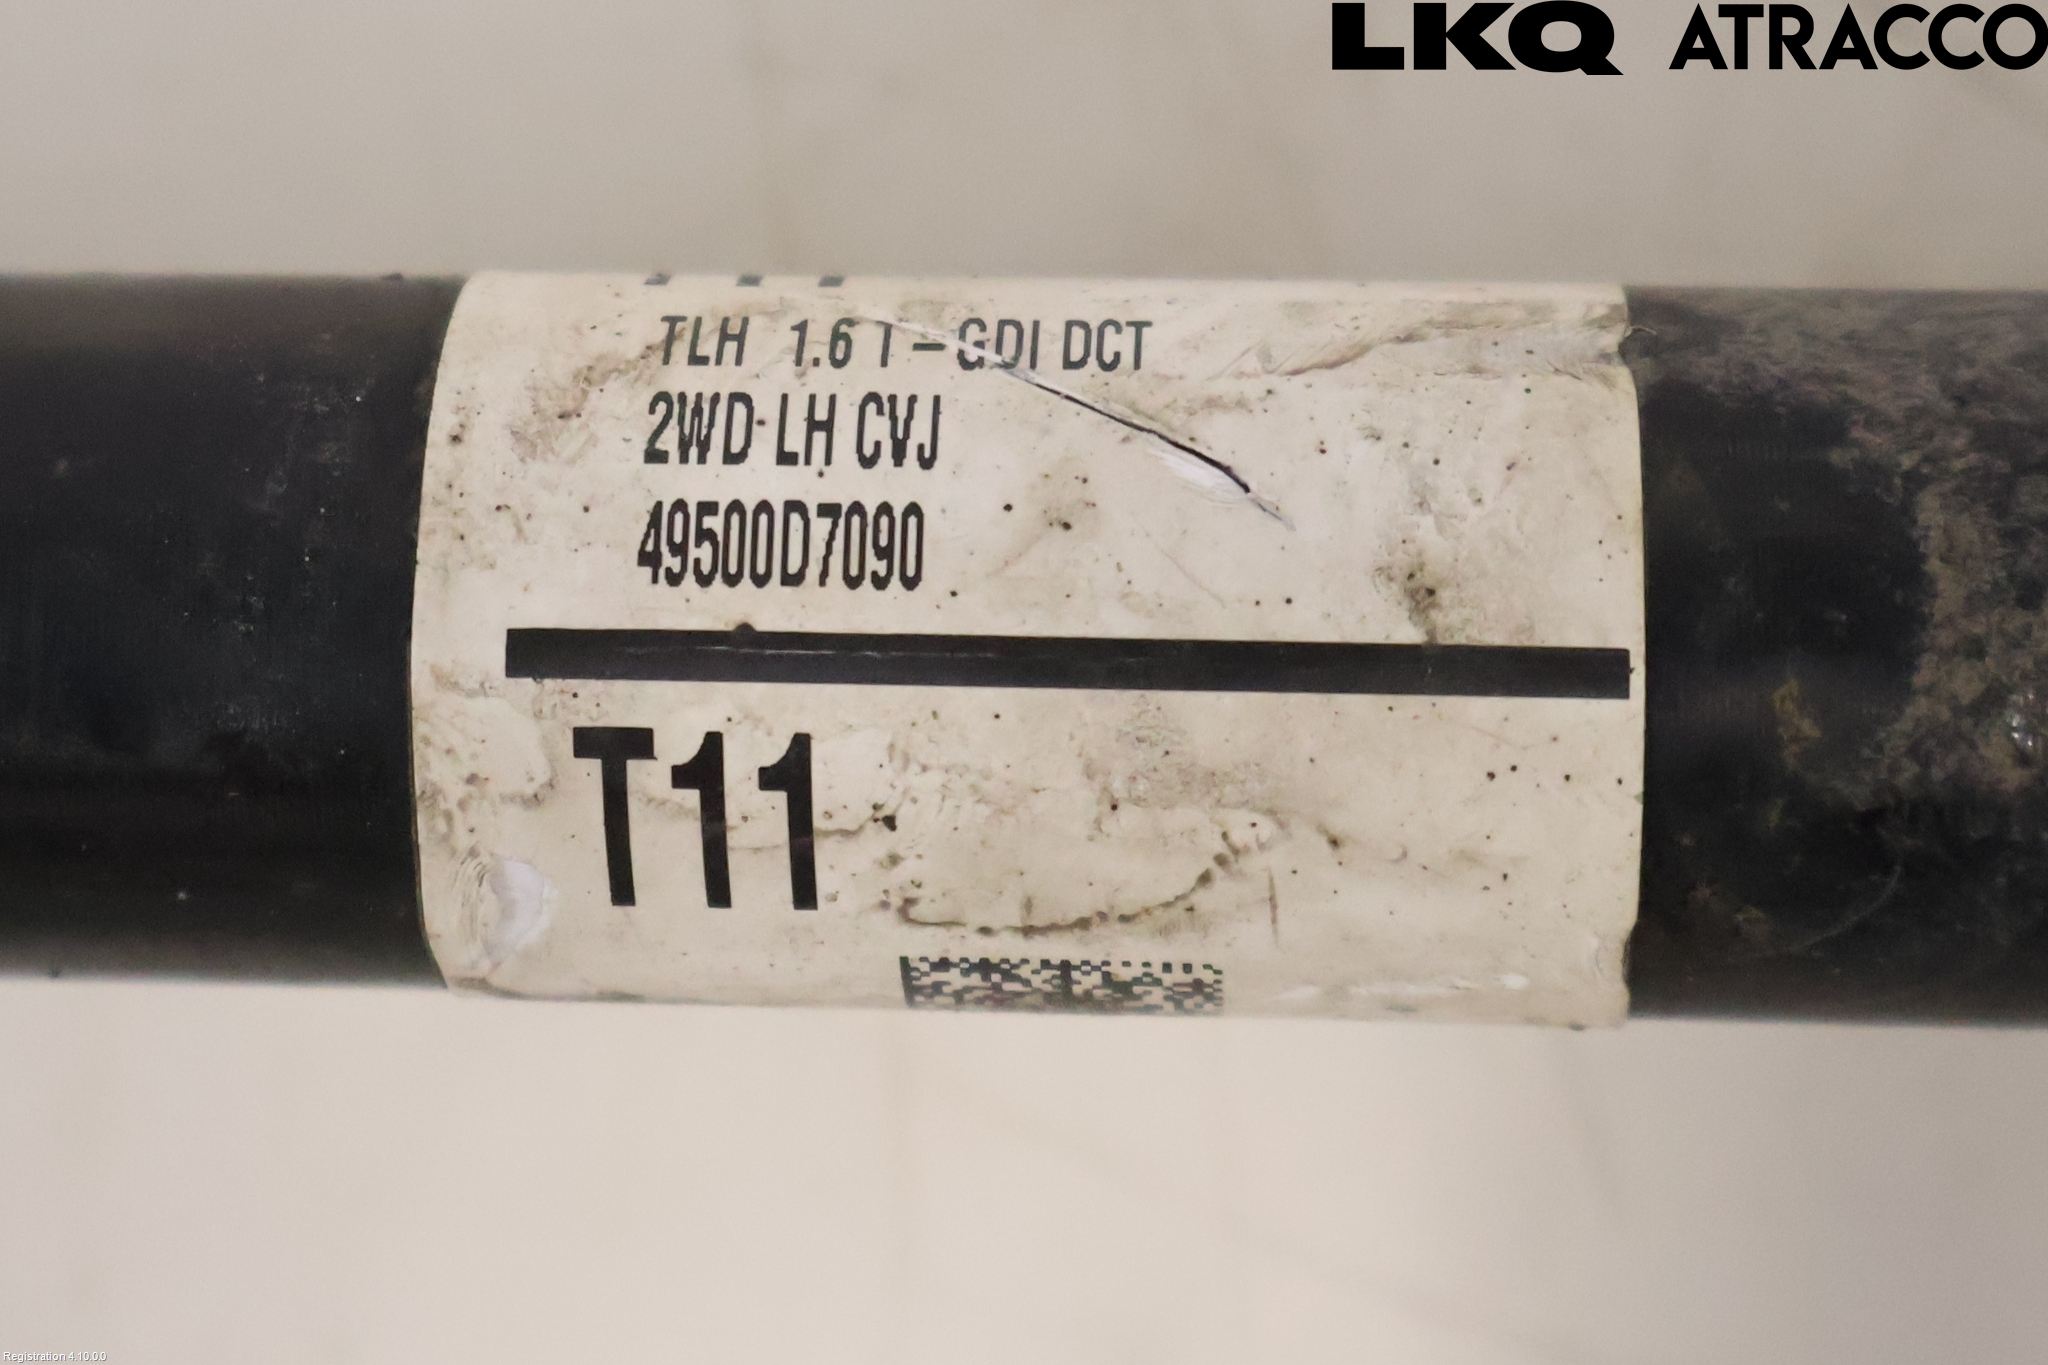 LKQ ATRACCO
TLH 1.6 T-GDI DCT
2WD LH CVJ
49500D7090
T11
Registration 4.10.0.0